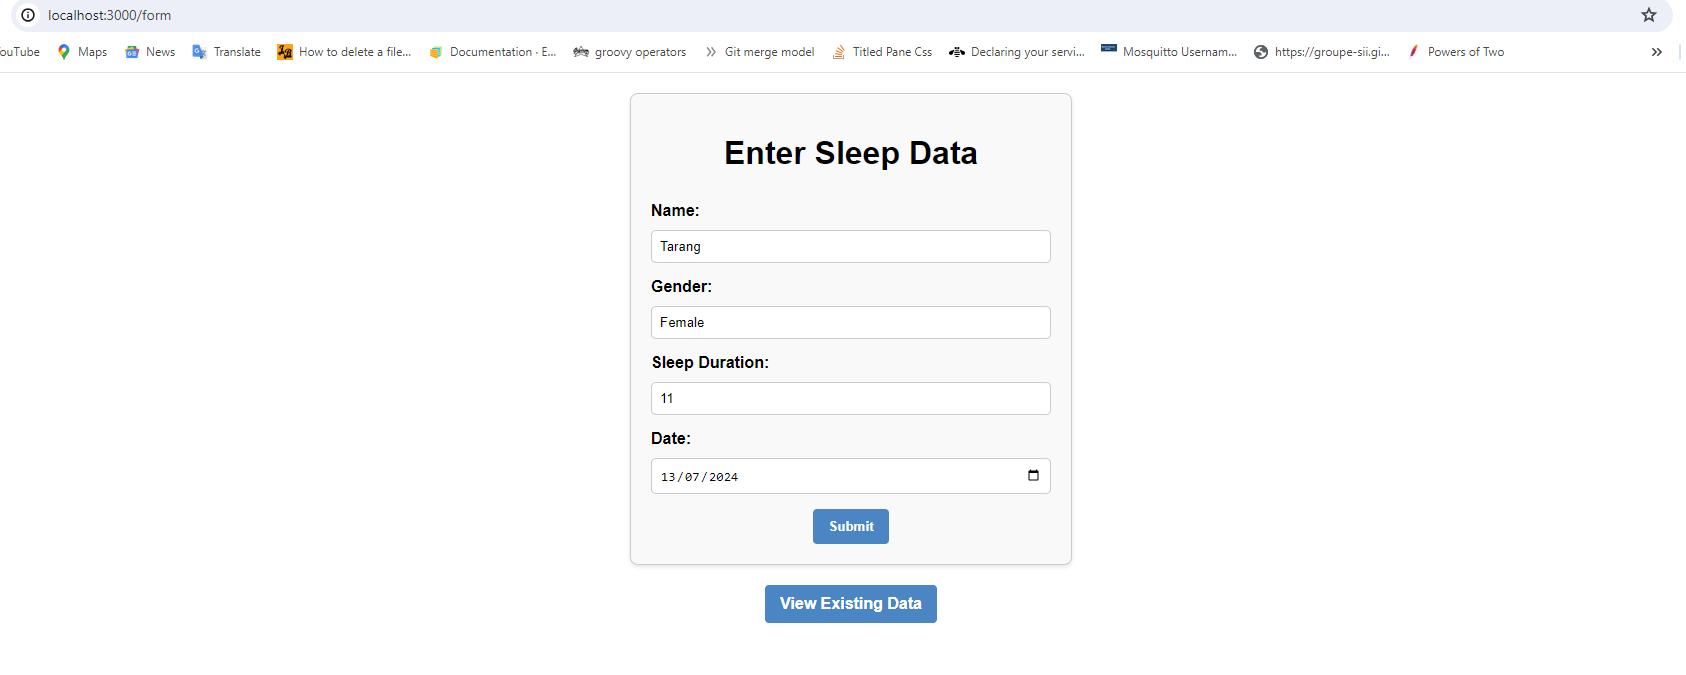 localhost:3000/form
ouTube Maps News Translate How to delete a file... Documentation · E... groovy operators Git merge model Titled Pane Css Declaring your servi... Mosquitto Usernam... https://groupe-sii.gi... Powers of Two
Enter Sleep Data
Name:
Tarang
Gender:
Female
Sleep Duration:
11
Date:
13/07/2024
Submit
View Existing Data